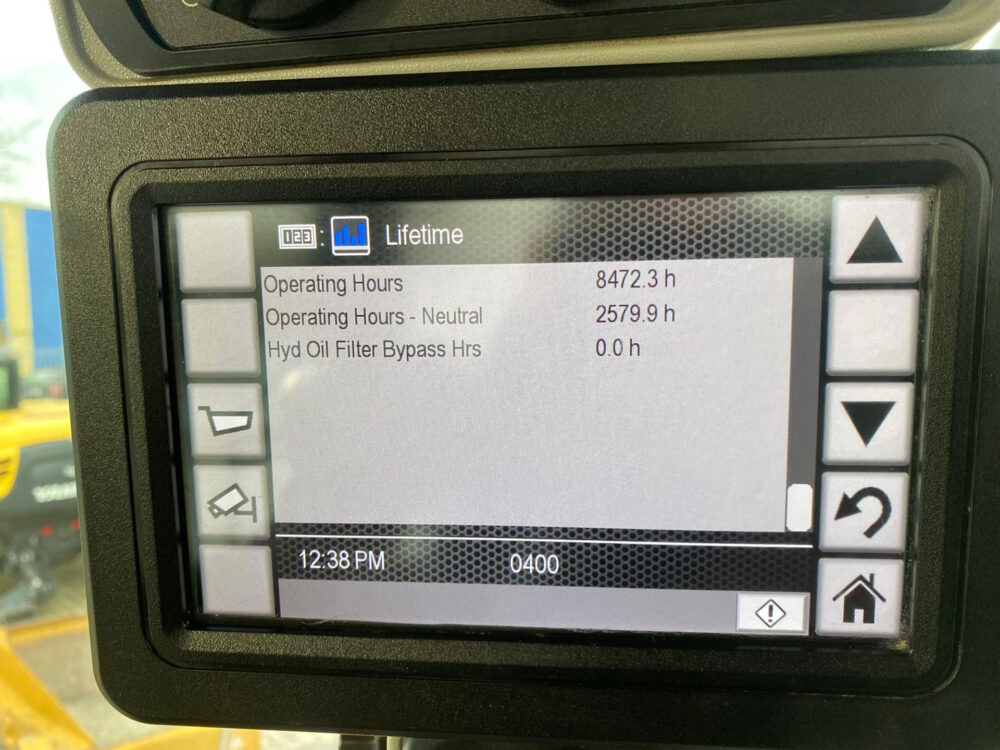 123 : Lifetime
Operating Hours 8472.3 h
Operating Hours - Neutral 2579.9 h
Hyd Oil Filter Bypass Hrs 0.0 h
12:38 PM 0400
!